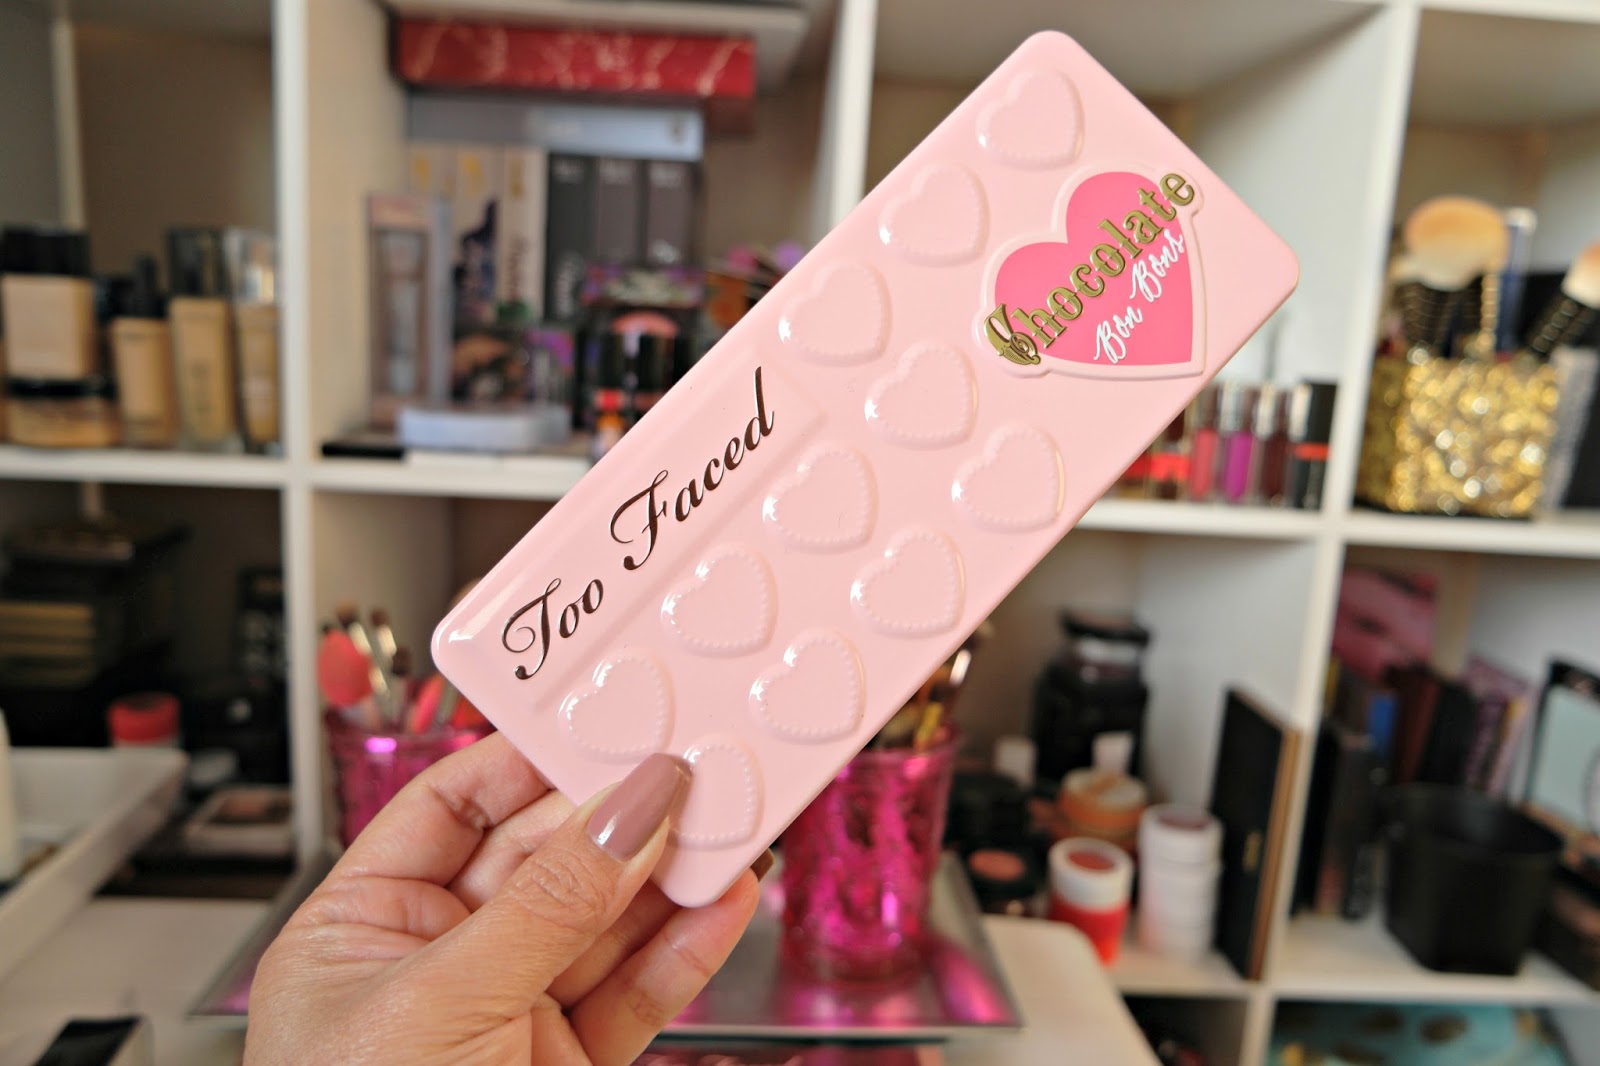 Too Faced
Chocolate
Bon Bons